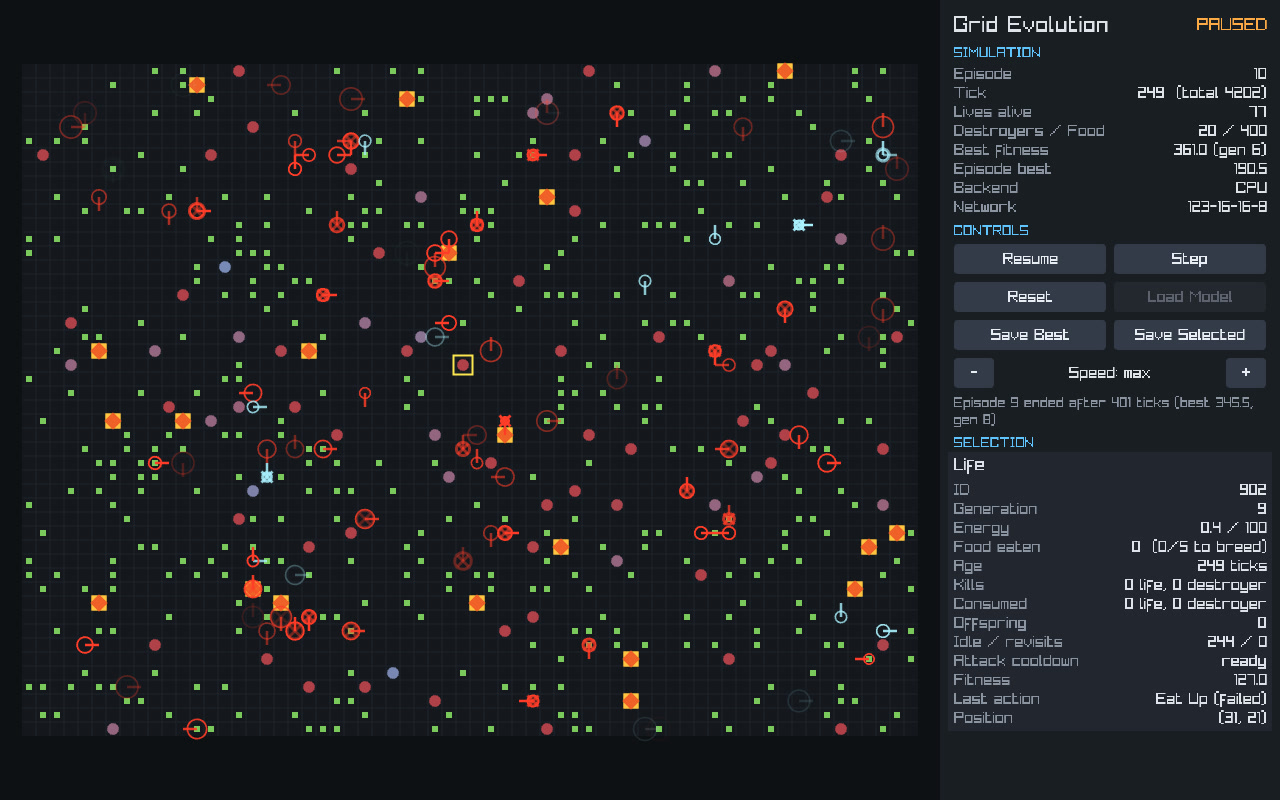 Grid Evolution PAUSED
SIMULATION
Episode 10
Tick 249 (total 4202)
Lives alive 77
Destroyers / Food 20 / 400
Best fitness 361.0 (gen 6)
Episode best 190.5
Backend CPU
Network 123-16-16-8
CONTROLS
Resume Step
Reset Load Model
Save Best Save Selected
- Speed: max +
Episode 9 ended after 401 ticks (best 345.5,
gen 8)
SELECTION
Life
ID 902
Generation 9
Energy 0.4 / 100
Food eaten 0 (0/5 to breed)
Age 249 ticks
Kills 0 life, 0 destroyer
Consumed 0 life, 0 destroyer
Offspring 0
Idle / revisits 244 / 0
Attack cooldown ready
Fitness 127.0
Last action Eat Up (failed)
Position (31, 21)